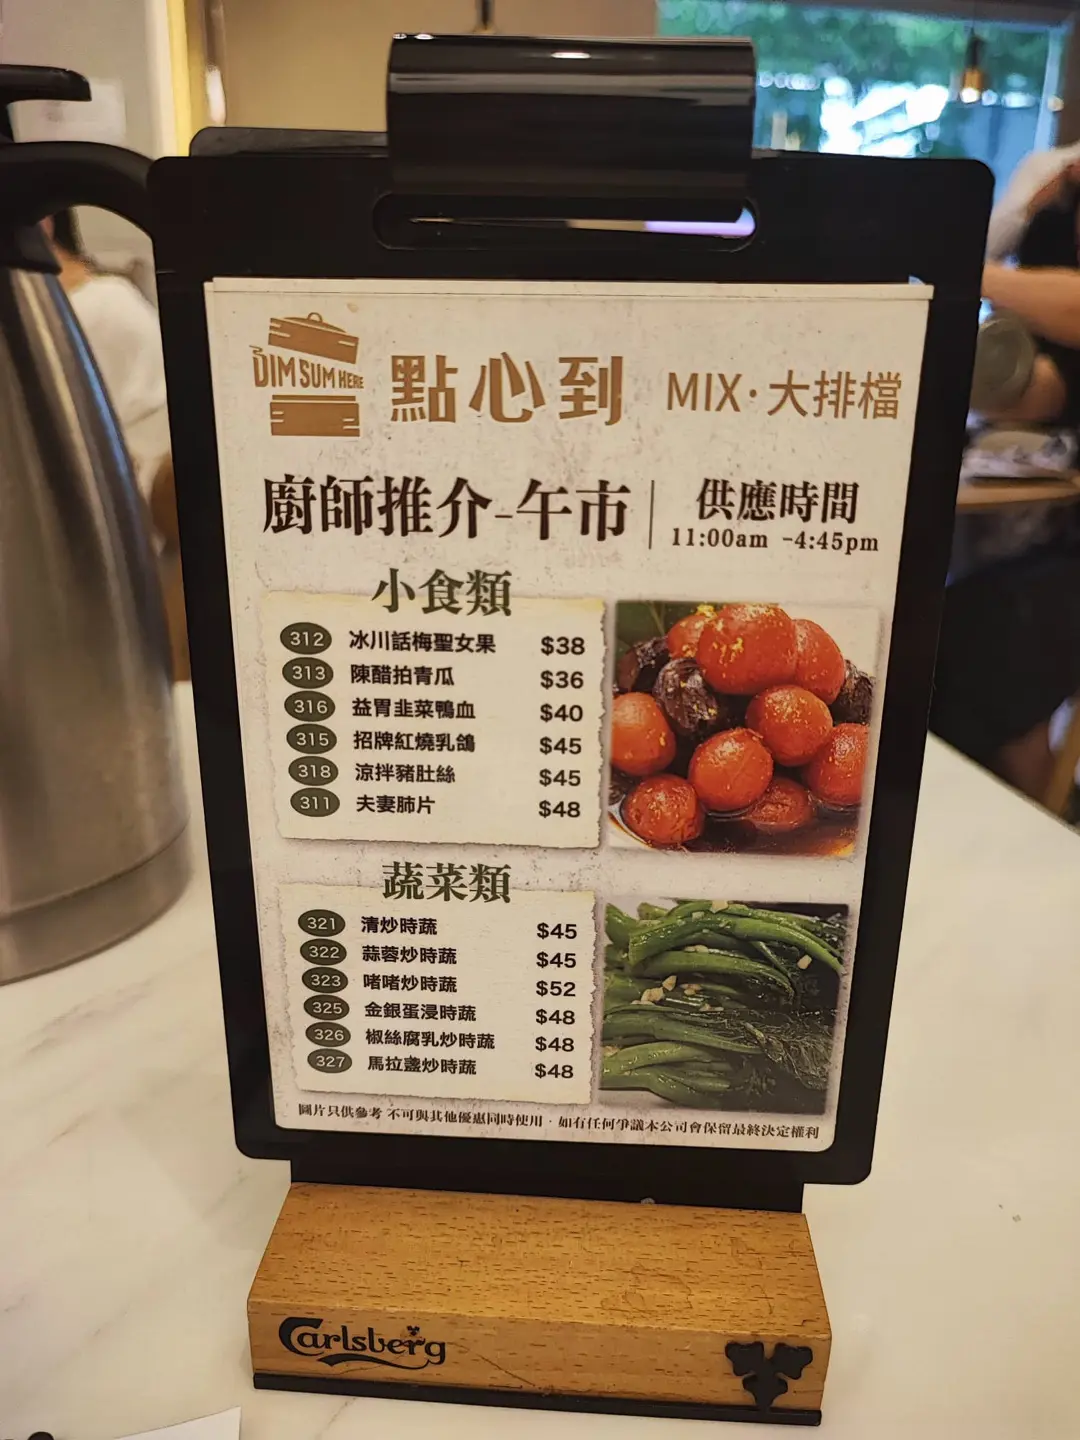 DIM SUM HERE
點心到 MIX·大排檔
廚師推介-午市
供應時間
11:00am -4:45pm
小食類
312 冰川話梅聖女果 $38
313 陳醋拍青瓜 $36
316 益胃韭菜鴨血 $40
315 招牌紅燒乳鴿 $45
318 涼拌豬肚絲 $45
311 夫妻肺片 $48
蔬菜類
321 清炒時蔬 $45
322 蒜蓉炒時蔬 $45
323 啫啫炒時蔬 $52
325 金銀蛋浸時蔬 $48
326 椒絲腐乳炒時蔬 $48
327 馬拉盞炒時蔬 $48
圖片只供參考 不可與其他優惠同時使用 · 如有任何爭議本公司會保留最終決定權利
Carlsberg